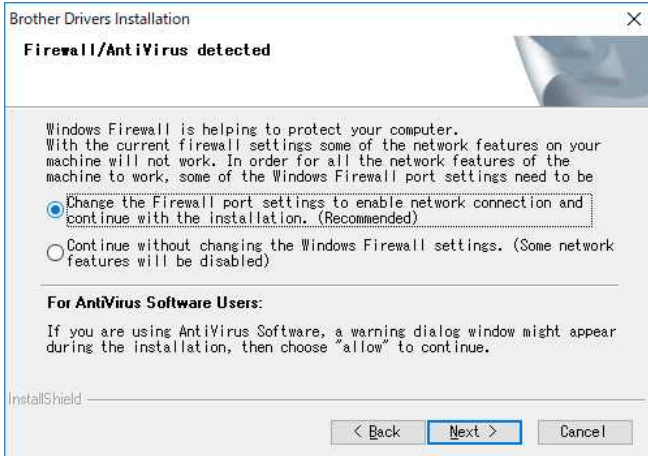 Brother Drivers Installation
Firewall/AntiVirus detected
Windows Firewall is helping to protect your computer.
With the current firewall settings some of the network features on your
machine will not work. In order for all the network features of the
machine to work, some of the Windows Firewall port settings need to be
Change the Firewall port settings to enable network connection and
continue with the installation. (Recommended)
Continue without changing the Windows Firewall settings. (Some network
features will be disabled)
For AntiVirus Software Users:
If you are using AntiVirus Software, a warning dialog window might appear
during the installation, then choose "allow" to continue.
InstallShield
< Back Next > Cancel